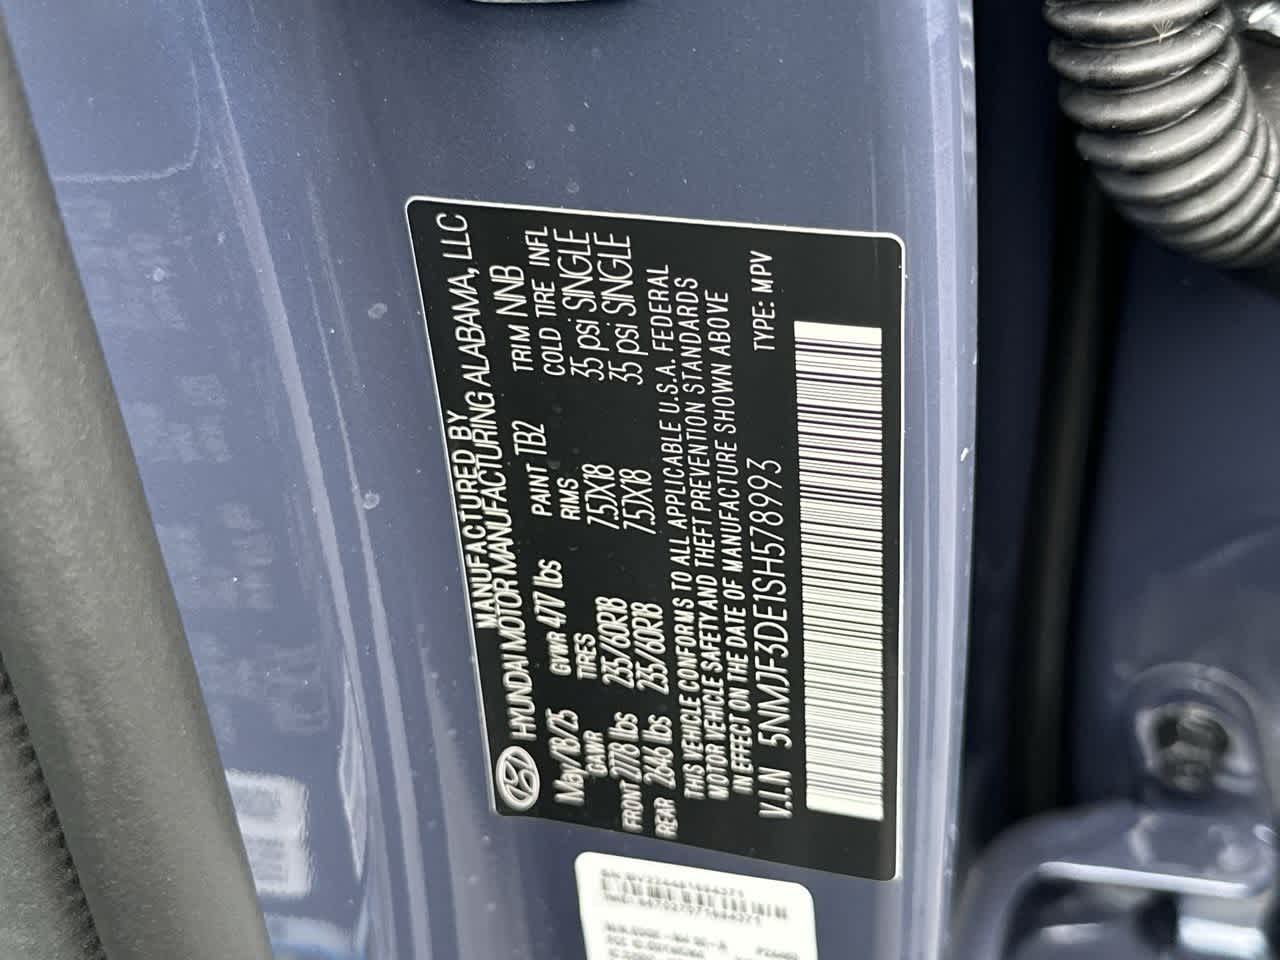 MANUFACTURED BY
HYUNDAI MOTOR MANUFACTURING ALABAMA, LLC
May/18/25 GVWR lbs PAINT TB2 TRIM NNB
GAWR TIRES RIMS COLD TIRE INFL
FRONT 2778 lbs 235/60R18 7.5JX18 35 psi SINGLE
REAR 2646 lbs 235/60R18 7.5JX18 35 psi SINGLE
THIS VEHICLE CONFORMS TO ALL APPLICABLE U.S.A. FEDERAL
MOTOR VEHICLE SAFETY AND THEFT PREVENTION STANDARDS
IN EFFECT ON THE DATE OF MANUFACTURE SHOWN ABOVE
V.I.N 5NMJF3DE1SH578993 TYPE: MPV